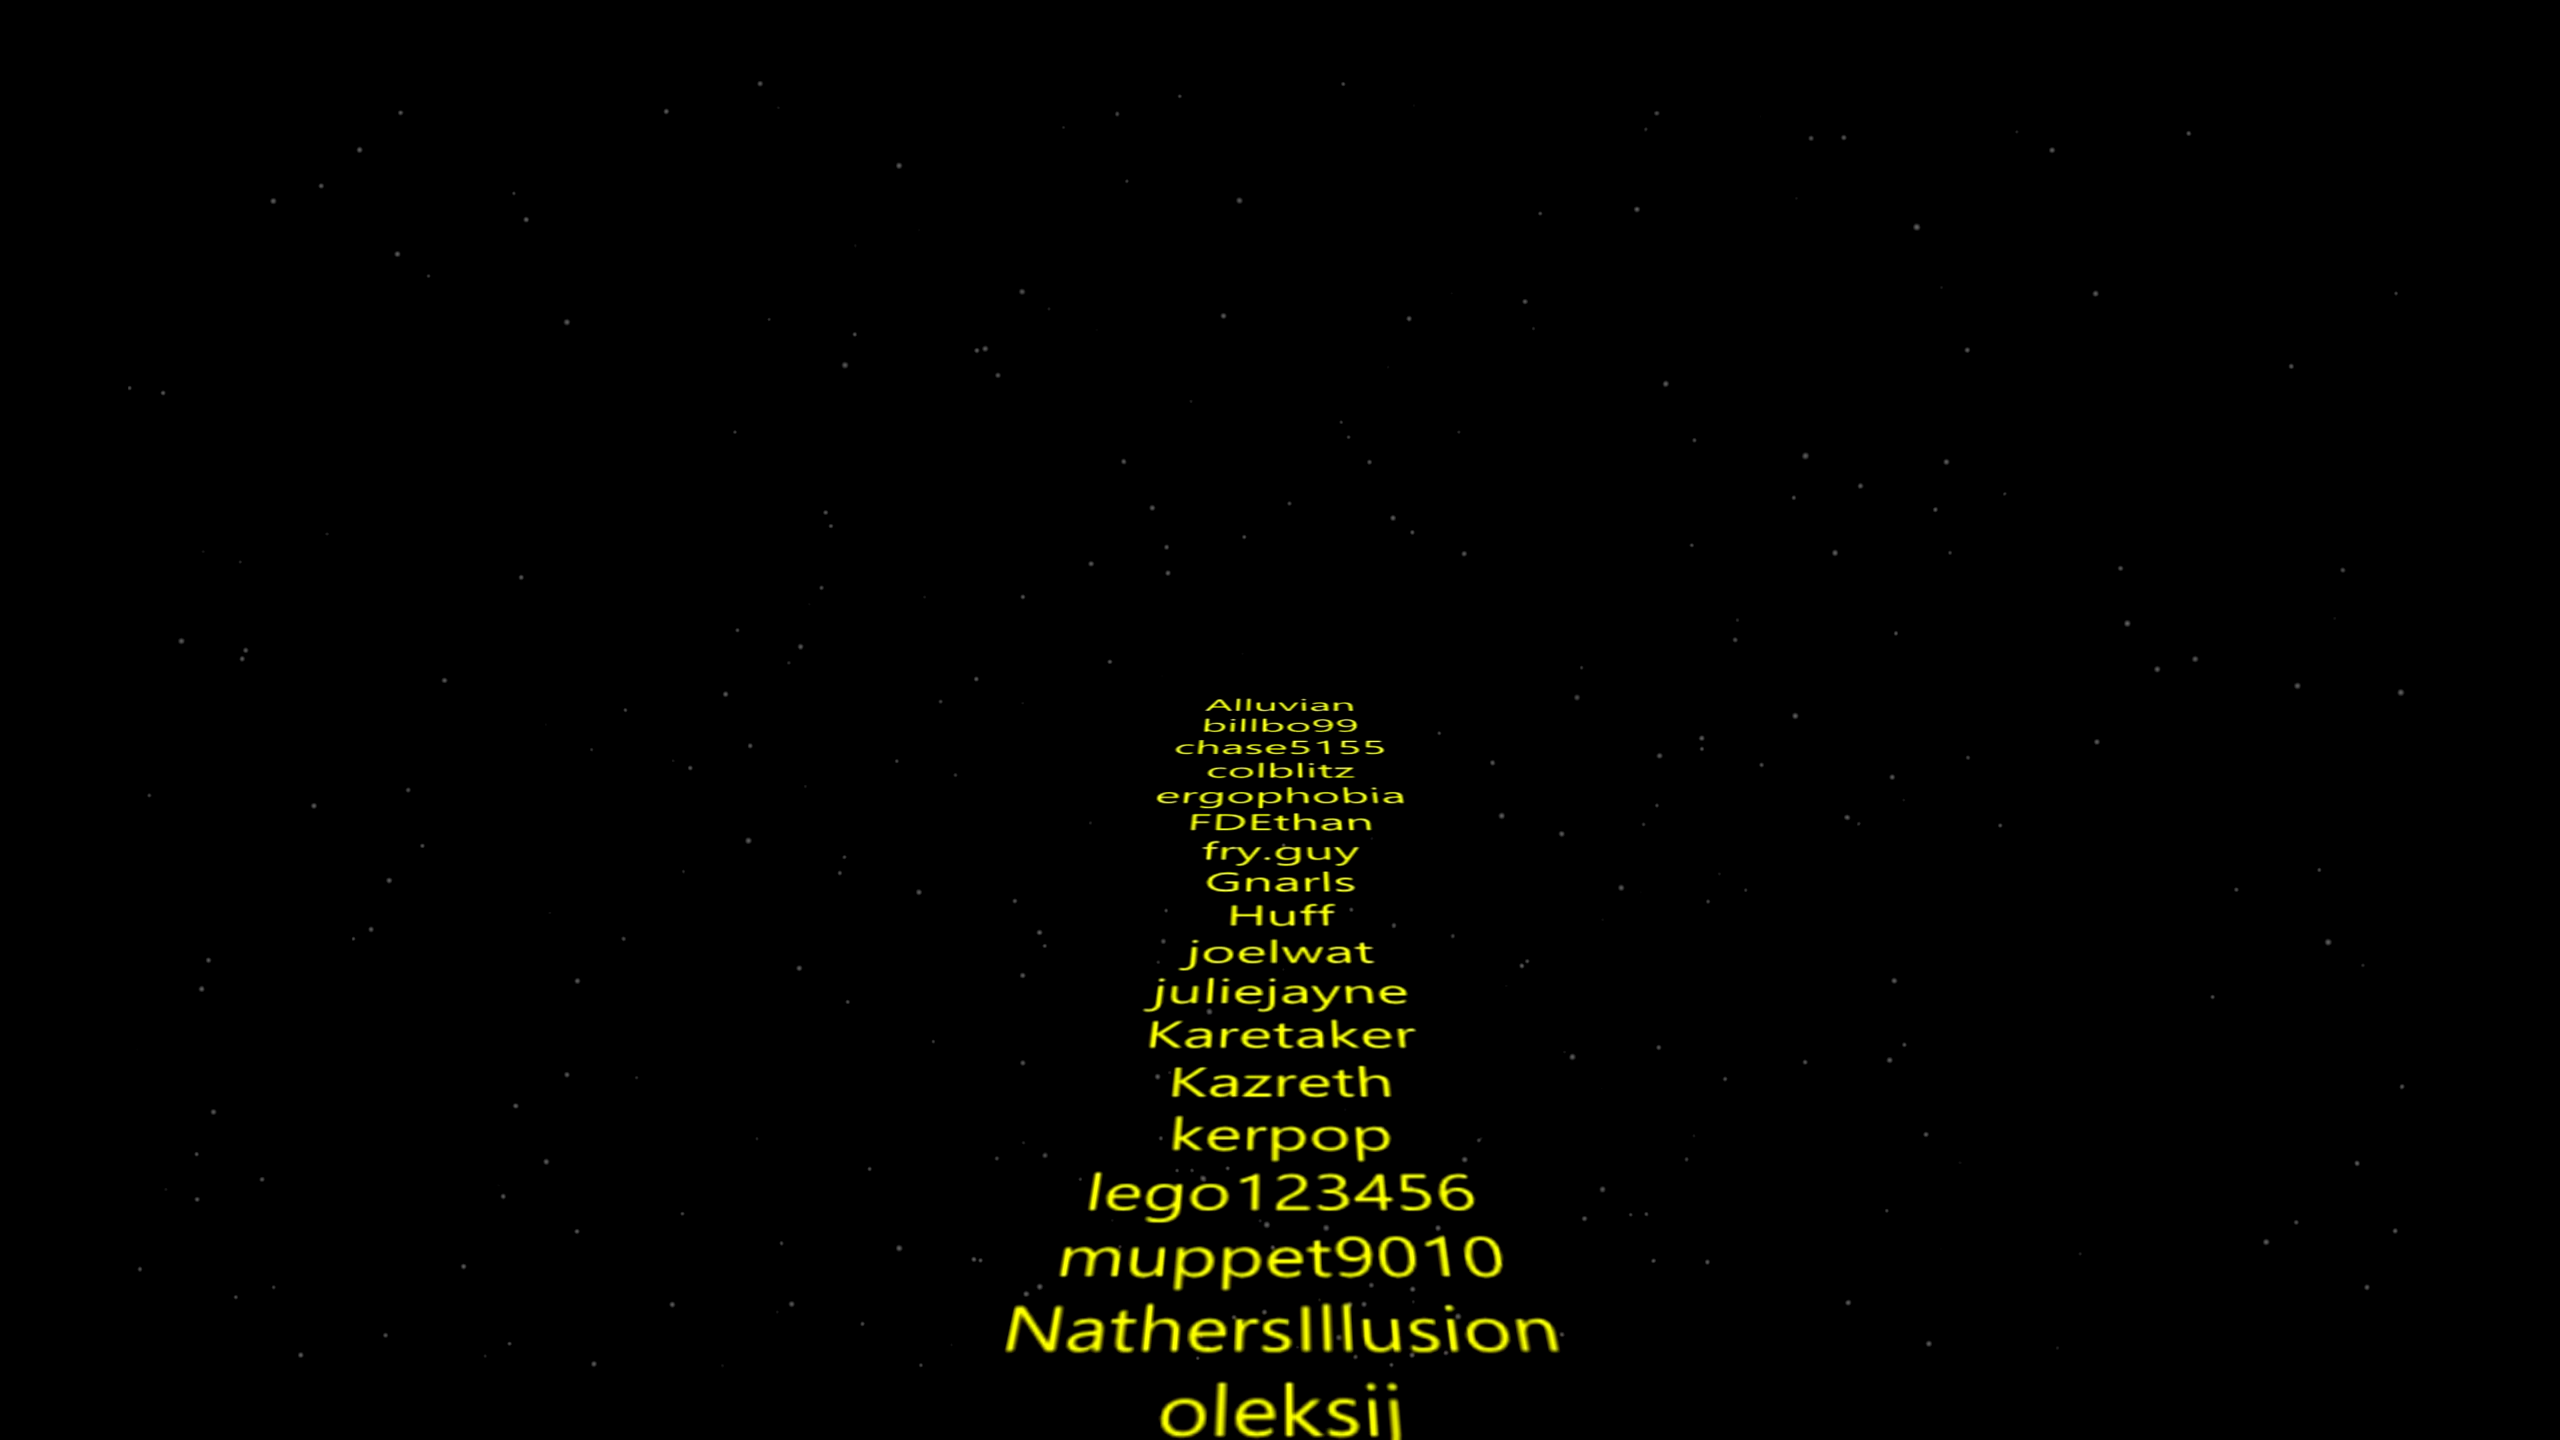 Alluvian
billbo99
chase5155
colblitz
ergophobia
FDEthan
fry.guy
Gnarls
Huff
joelwat
juliejayne
Karetaker
Kazreth
kerpop
lego123456
muppet9010
NathersIllusion
oleksij